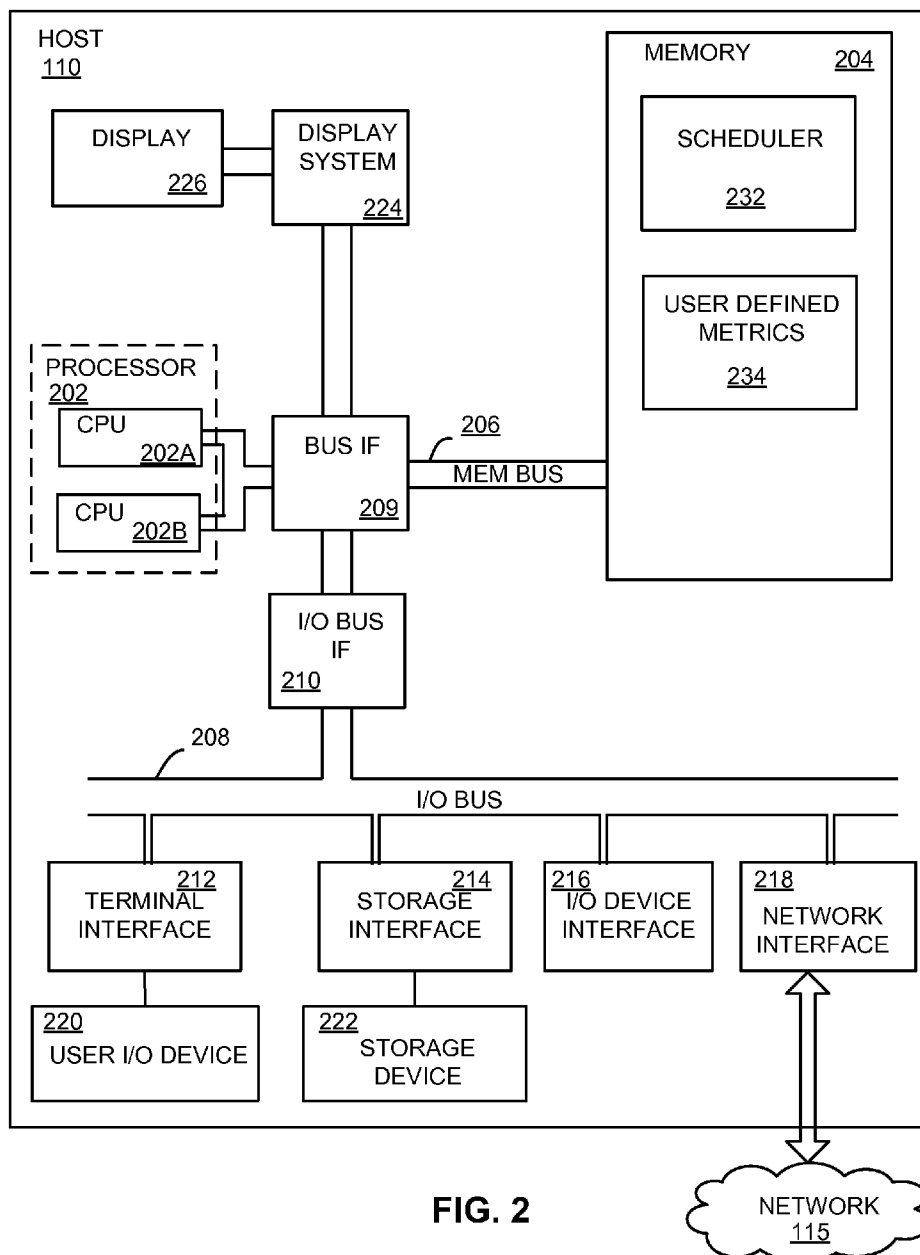 HOST
110
MEMORY
204
DISPLAY
226
DISPLAY
SYSTEM
224
SCHEDULER
232
USER DEFINED
METRICS
234
PROCESSOR
202
CPU
202A
CPU
202B
BUS IF
209
206
MEM BUS
I/O BUS
IF
210
208
I/O BUS
212
TERMINAL
INTERFACE
214
STORAGE
INTERFACE
216
I/O DEVICE
INTERFACE
218
NETWORK
INTERFACE
220
USER I/O DEVICE
222
STORAGE
DEVICE
FIG. 2
NETWORK
115